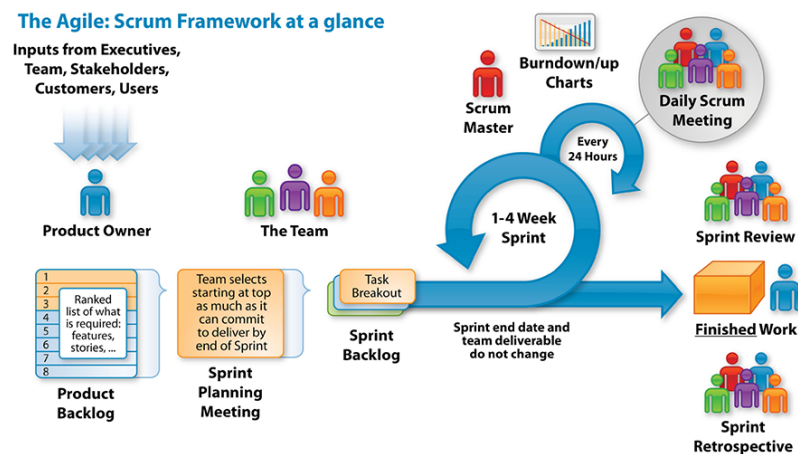 The Agile: Scrum Framework at a glance
Inputs from Executives,
Team, Stakeholders,
Customers, Users
Product Owner
The Team
Scrum
Master
Burndown/up
Charts
Daily Scrum
Meeting
Every
24 Hours
1-4 Week
Sprint
Sprint Review
1
2
3
4
5
6
7
8
Ranked
list of what
is required:
features,
stories, ...
Product
Backlog
Team selects
starting at top
as much as it
can commit
to deliver by
end of Sprint
Sprint
Planning
Meeting
Task
Breakout
Sprint
Backlog
Sprint end date and
team deliverable
do not change
Finished Work
Sprint
Retrospective